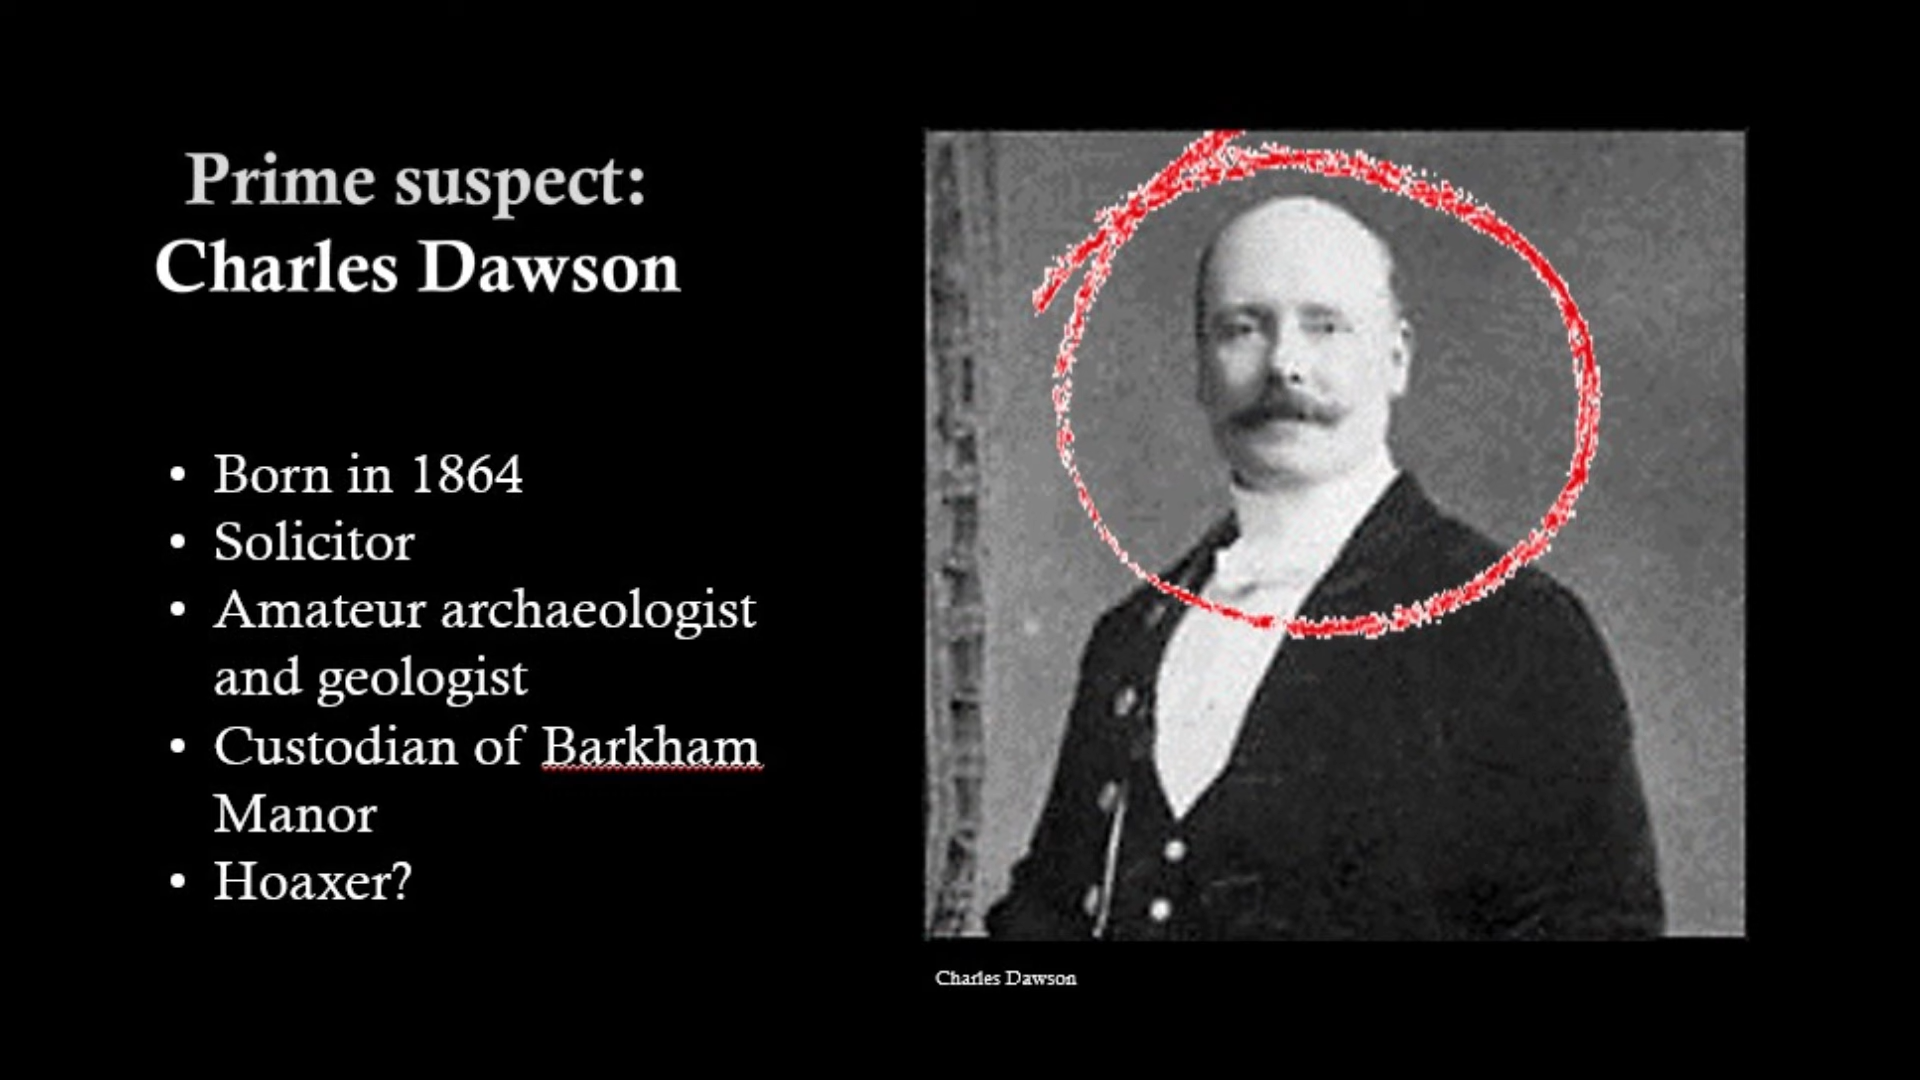 Prime suspect:
Charles Dawson
• Born in 1864
• Solicitor
• Amateur archaeologist
and geologist
• Custodian of Barkham
Manor
• Hoaxer?
Charles Dawson